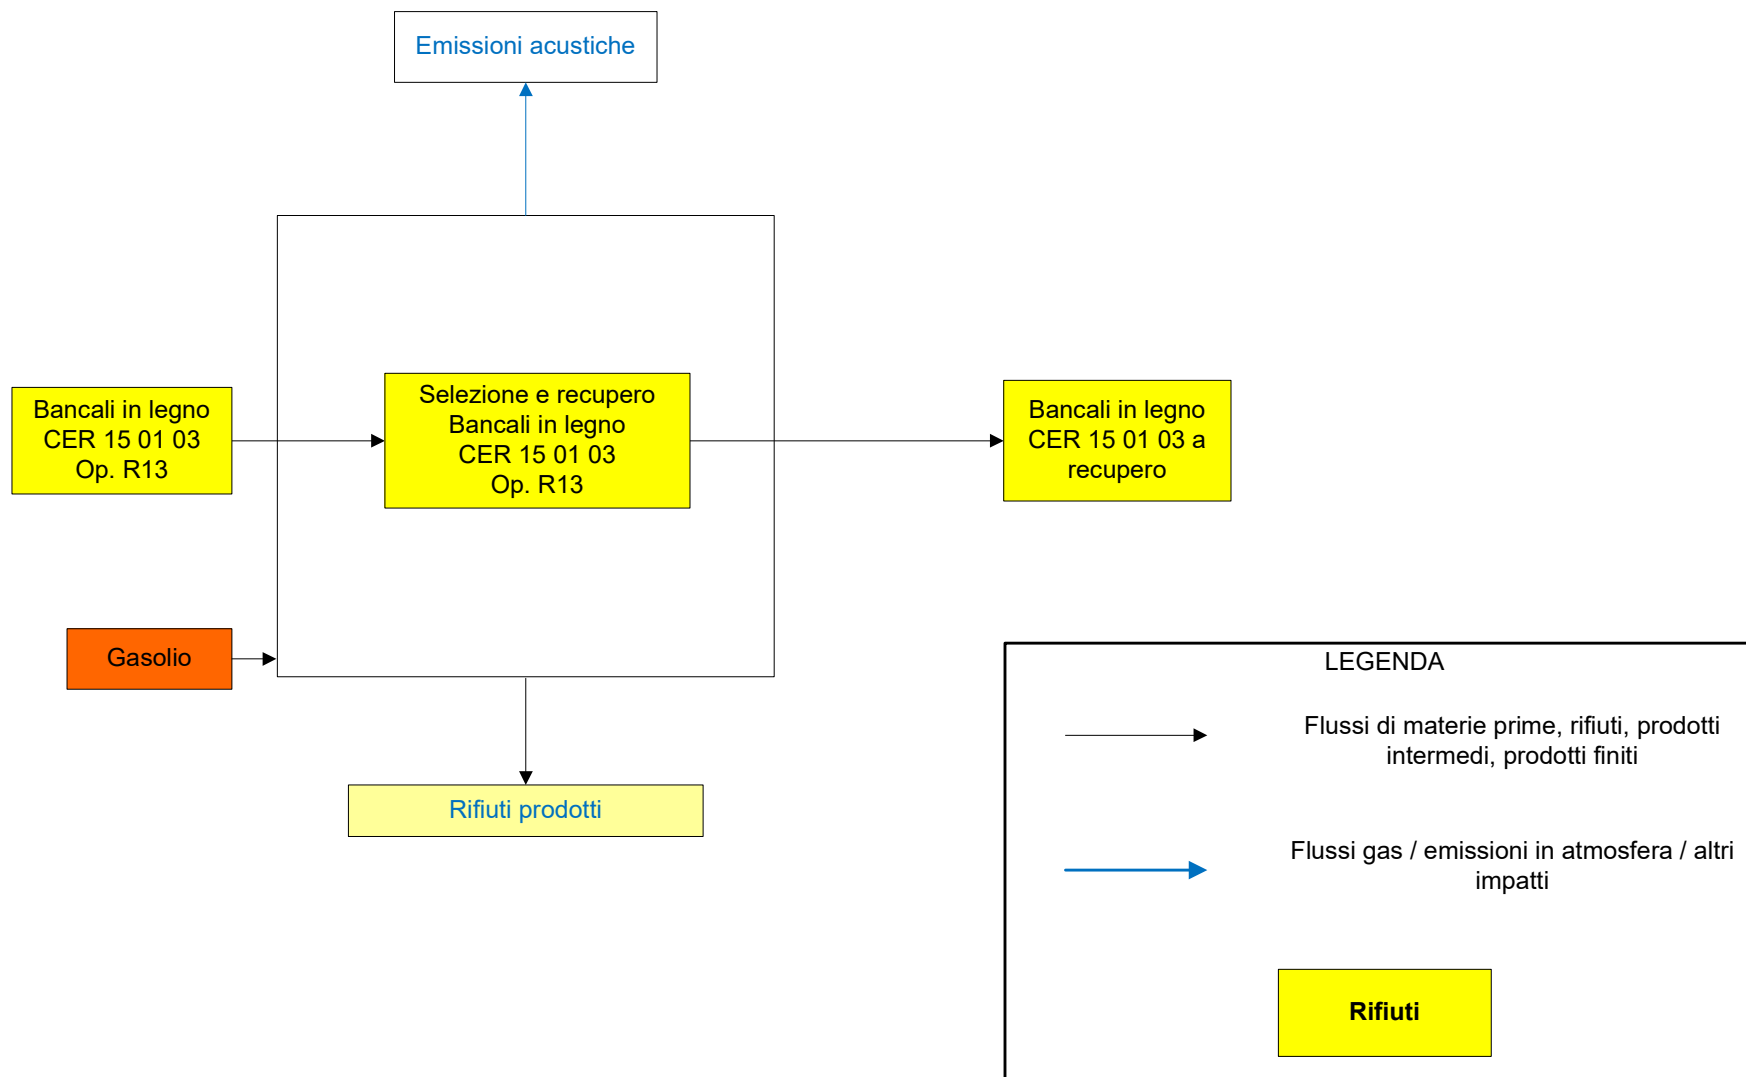 Emissioni acustiche
Bancali in legno
CER 15 01 03
Op. R13
Selezione e recupero
Bancali in legno
CER 15 01 03
Op. R13
Bancali in legno
CER 15 01 03 a
recupero
Gasolio
Rifiuti prodotti
LEGENDA
Flussi di materie prime, rifiuti, prodotti
intermedi, prodotti finiti
Flussi gas / emissioni in atmosfera / altri
impatti
Rifiuti